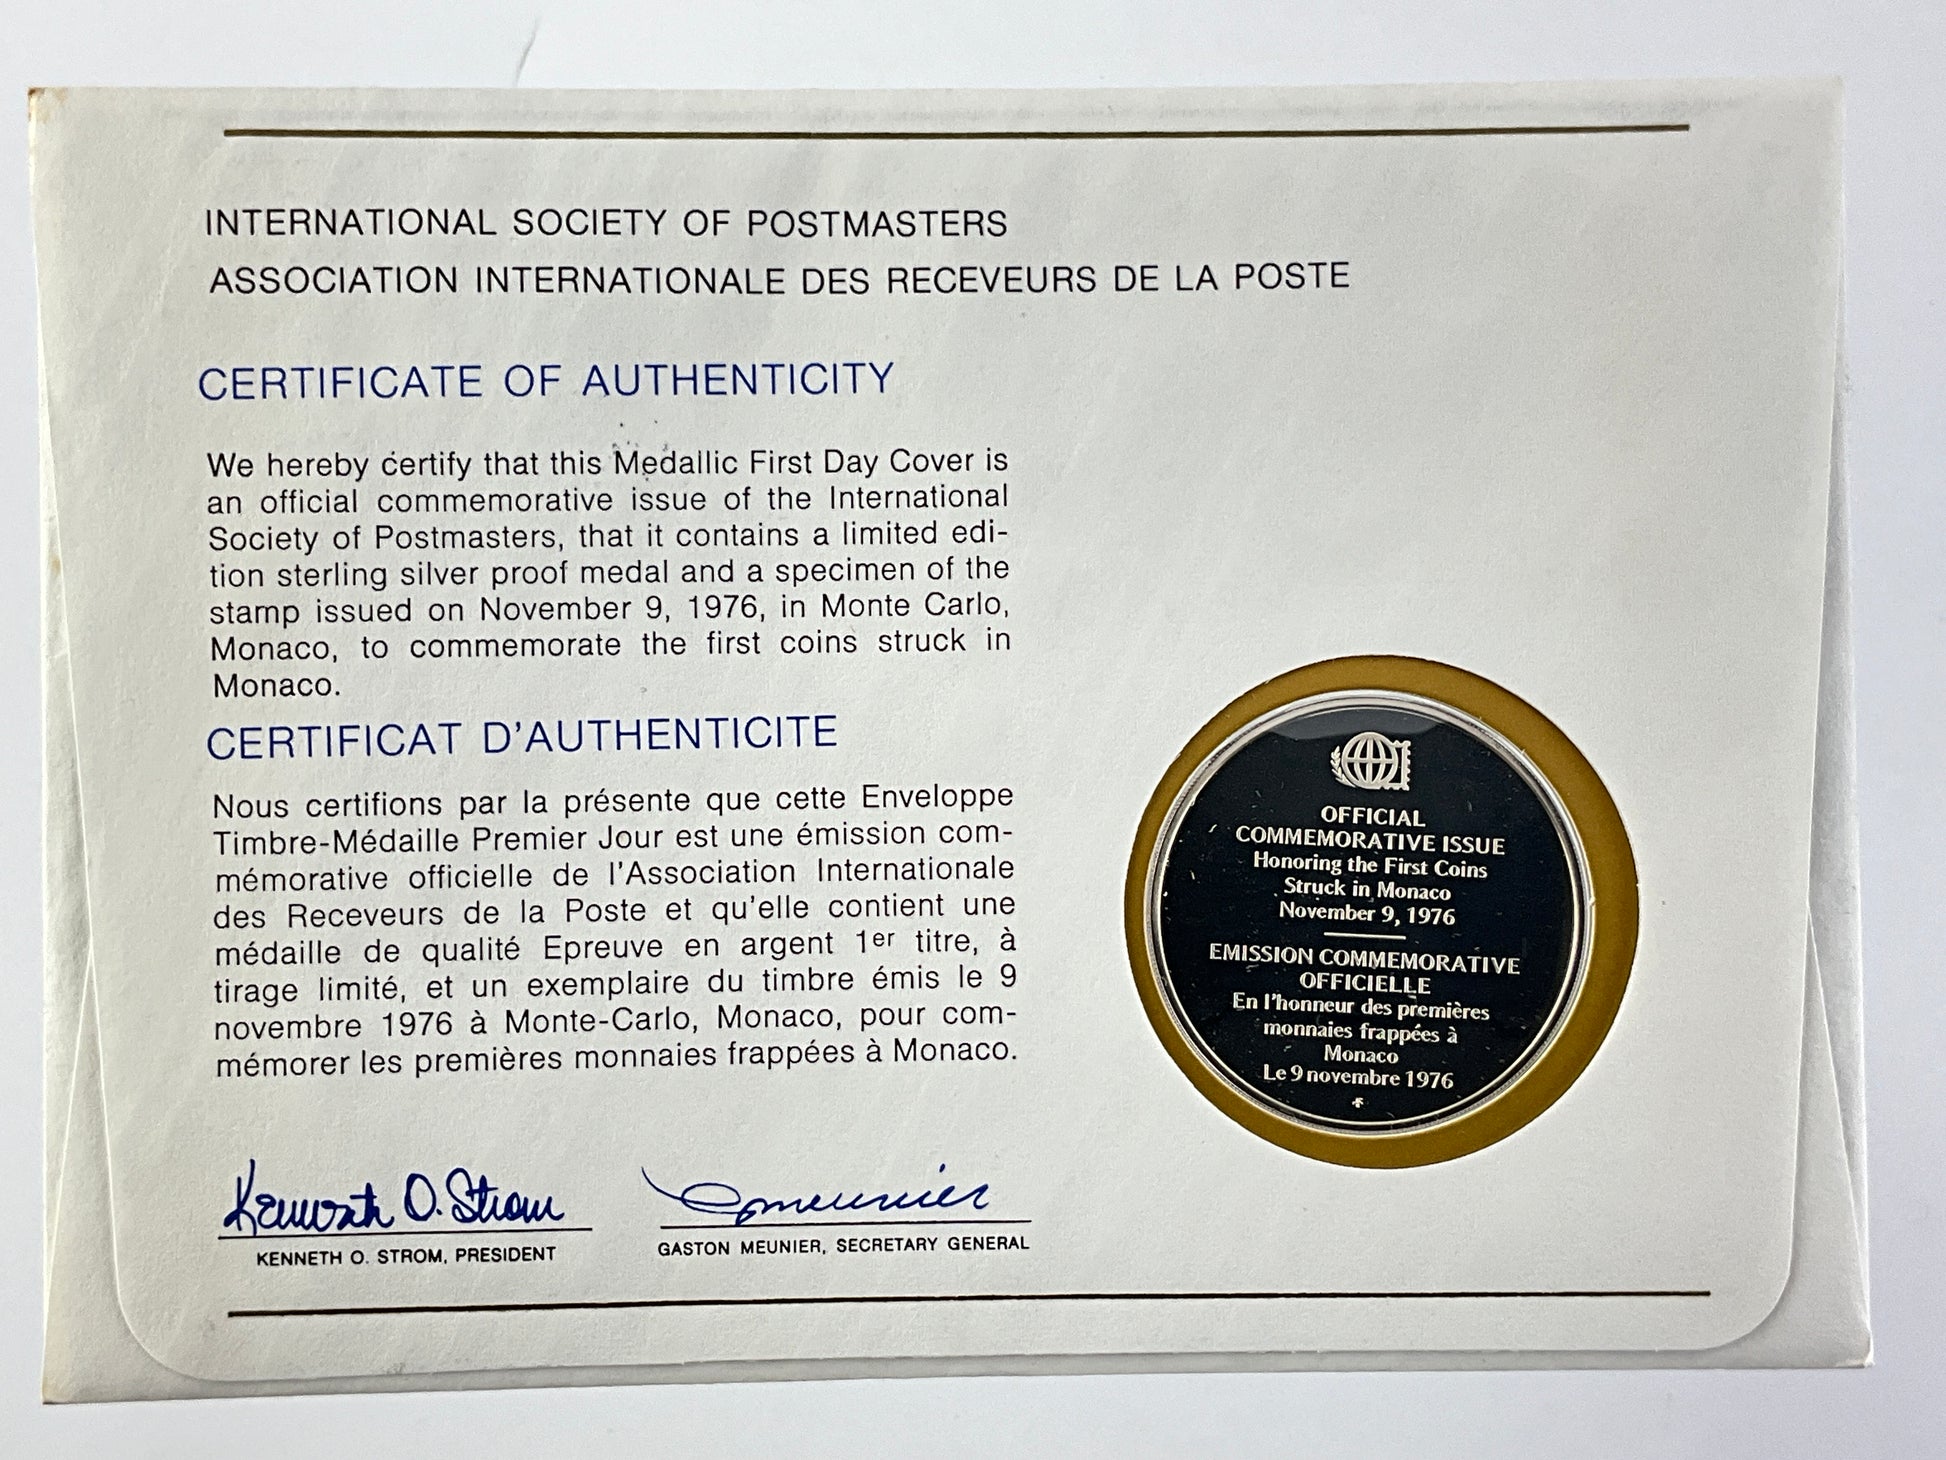 INTERNATIONAL SOCIETY OF POSTMASTERS
ASSOCIATION INTERNATIONALE DES RECEVEURS DE LA POSTE
CERTIFICATE OF AUTHENTICITY
We hereby certify that this Medallic First Day Cover is
an official commemorative issue of the International
Society of Postmasters, that it contains a limited edi-
tion sterling silver proof medal and a specimen of the
stamp issued on November 9, 1976, in Monte Carlo,
Monaco, to commemorate the first coins struck in
Monaco.
CERTIFICAT D'AUTHENTICITE
Nous certifions par la présente que cette Enveloppe
Timbre-Médaille Premier Jour est une émission com-
mémorative officielle de l'Association Internationale
des Receveurs de la Poste et qu'elle contient une
médaille de qualité Epreuve en argent 1er titre, à
tirage limité, et un exemplaire du timbre émis le 9
novembre 1976 à Monte-Carlo, Monaco, pour com-
mémorer les premières monnaies frappées à Monaco.
Kenneth O. Strom
KENNETH O. STROM, PRESIDENT
GMeunier
GASTON MEUNIER, SECRETARY GENERAL
OFFICIAL
COMMEMORATIVE ISSUE
Honoring the First Coins
Struck in Monaco
November 9, 1976
EMISSION COMMEMORATIVE
OFFICIELLE
En l'honneur des premières
monnaies frappées à
Monaco
Le 9 novembre 1976